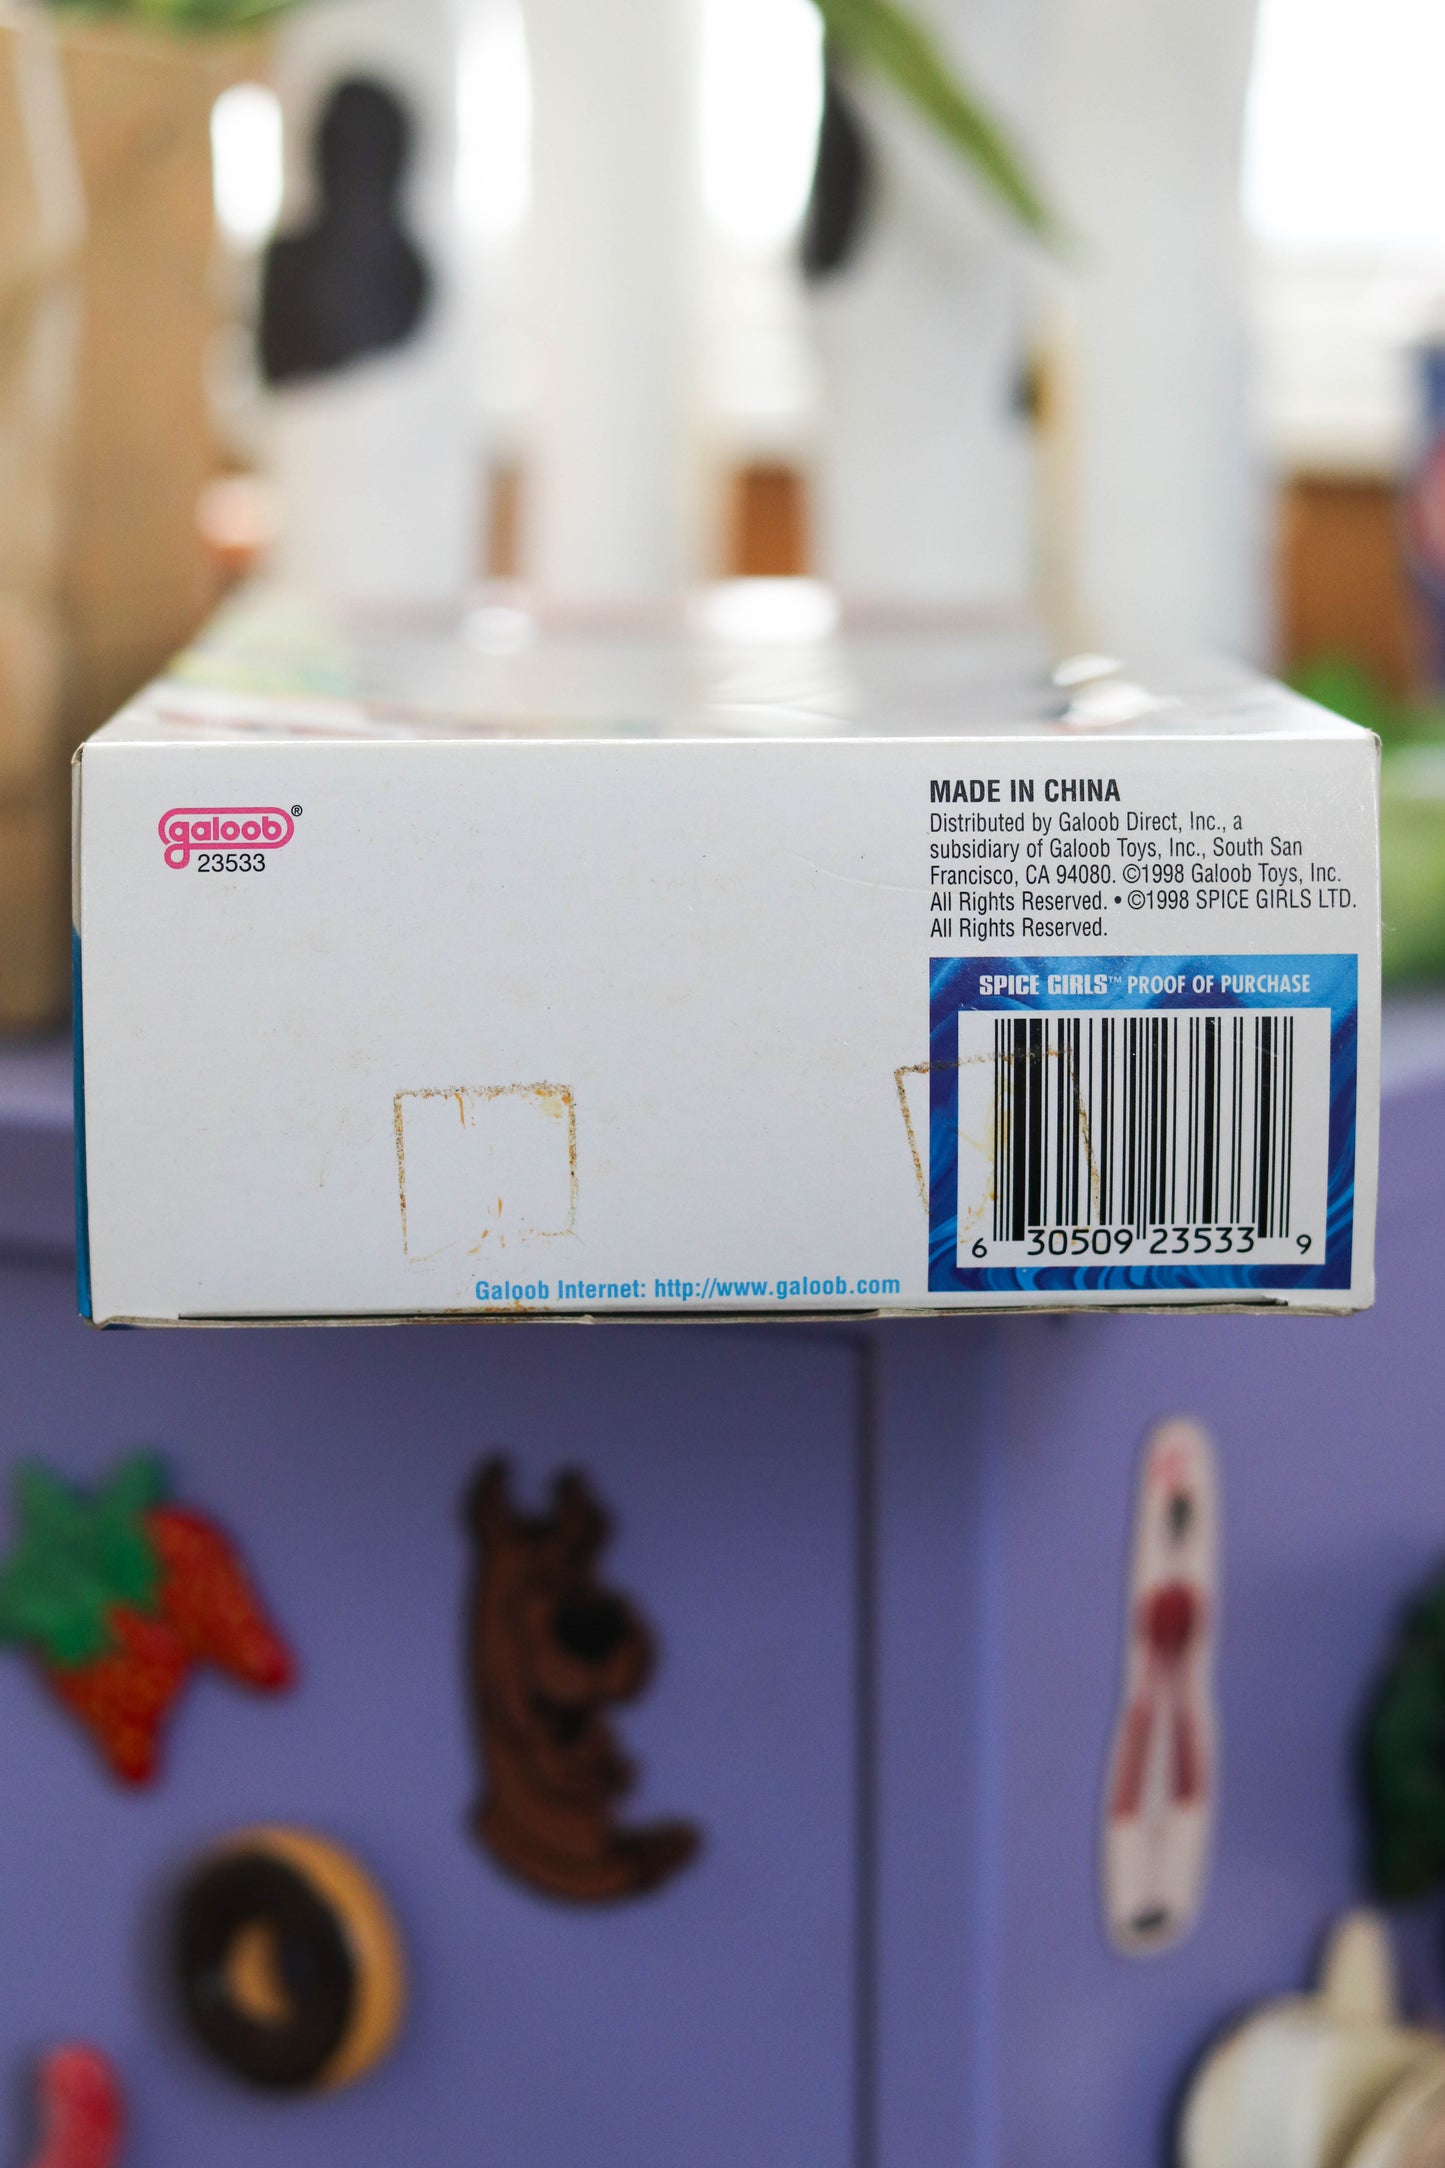 galoob®
23533
MADE IN CHINA
Distributed by Galoob Direct, Inc., a
subsidiary of Galoob Toys, Inc., South San
Francisco, CA 94080. ©1998 Galoob Toys, Inc.
All Rights Reserved. • ©1998 SPICE GIRLS LTD.
All Rights Reserved.
SPICE GIRLS™ PROOF OF PURCHASE
6 30509 23533 9
Galoob Internet: http://www.galoob.com